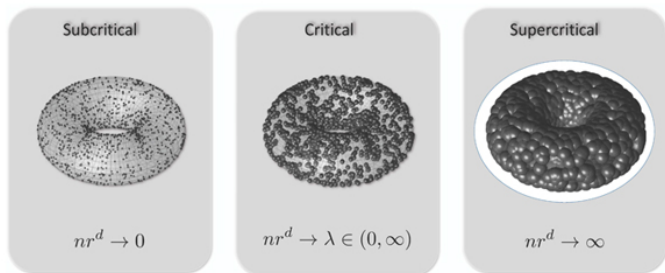 Subcritical
Critical
Supercritical
nr^d → 0
nr^d → λ ∈ (0, ∞)
nr^d → ∞